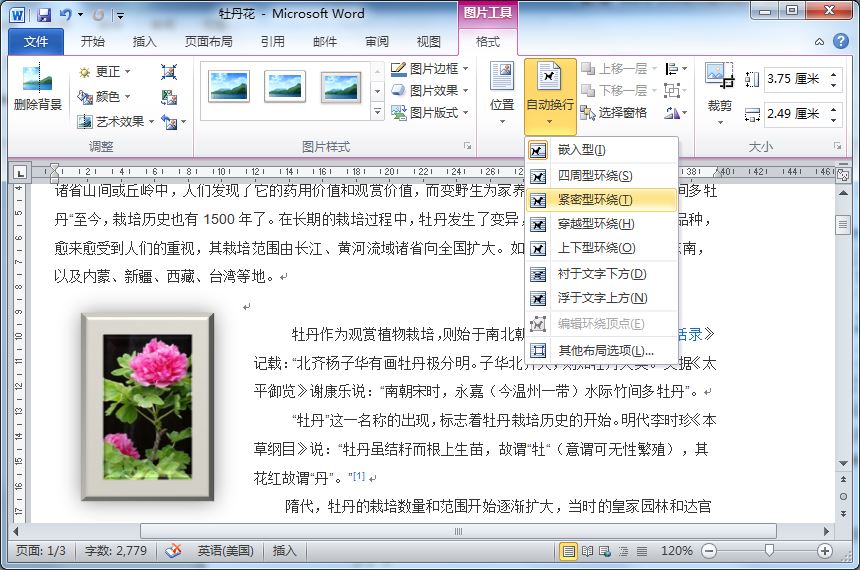 牡丹花 - Microsoft Word
图片工具
文件 开始 插入 页面布局 引用 邮件 审阅 视图 格式
删除背景
更正
颜色
艺术效果
调整
图片边框
图片效果
图片版式
图片样式
位置
自动换行
上移一层
下移一层
选择窗格
裁剪
3.75 厘米
2.49 厘米
大小
嵌入型(I)
四周型环绕(S)
紧密型环绕(T)
穿越型环绕(H)
上下型环绕(O)
衬于文字下方(D)
浮于文字上方(N)
编辑环绕顶点(E)
其他布局选项(L)...
诸省山间或丘岭中，人们发现了它的药用价值和观赏价值，而变野生为家养 间多牡
丹“至今，栽培历史也有 1500 年了。在长期的栽培过程中，牡丹发生了变异， 品种，
愈来愈受到人们的重视，其栽培范围由长江、黄河流域诸省向全国扩大。如 东南，
以及内蒙、新疆、西藏、台湾等地。
牡丹作为观赏植物栽培，则始于南北朝 话录》
记载：“北齐杨子华有画牡丹极分明。子华北齐人，则知牡丹久矣。”又据《太
平御览》谢康乐说：“南朝宋时，永嘉（今温州一带）水际竹间多牡丹”。
“牡丹”这一名称的出现，标志着牡丹栽培历史的开始。明代李时珍《本
草纲目》说：“牡丹虽结籽而根上生苗，故谓“牡“（意谓可无性繁殖），其
花红故谓“丹”。”[1]
隋代，牡丹的栽培数量和范围开始逐渐扩大，当时的皇家园林和达官
页面: 1/3 字数: 2,779 英语(美国) 插入 120%